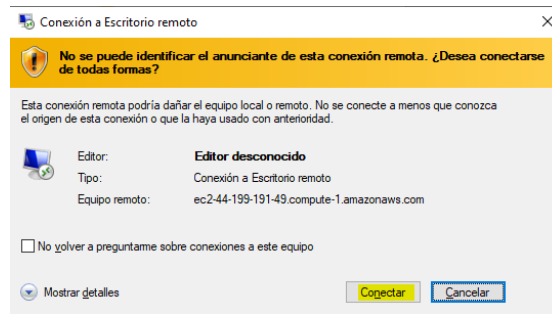 Conexión a Escritorio remoto
No se puede identificar el anunciante de esta conexión remota. ¿Desea conectarse
de todas formas?
Esta conexión remota podría dañar el equipo local o remoto. No se conecte a menos que conozca
el origen de esta conexión o que la haya usado con anterioridad.
Editor: Editor desconocido
Tipo: Conexión a Escritorio remoto
Equipo remoto: ec2-44-199-191-49.compute-1.amazonaws.com
No volver a preguntarme sobre conexiones a este equipo
Mostrar detalles Conectar Cancelar